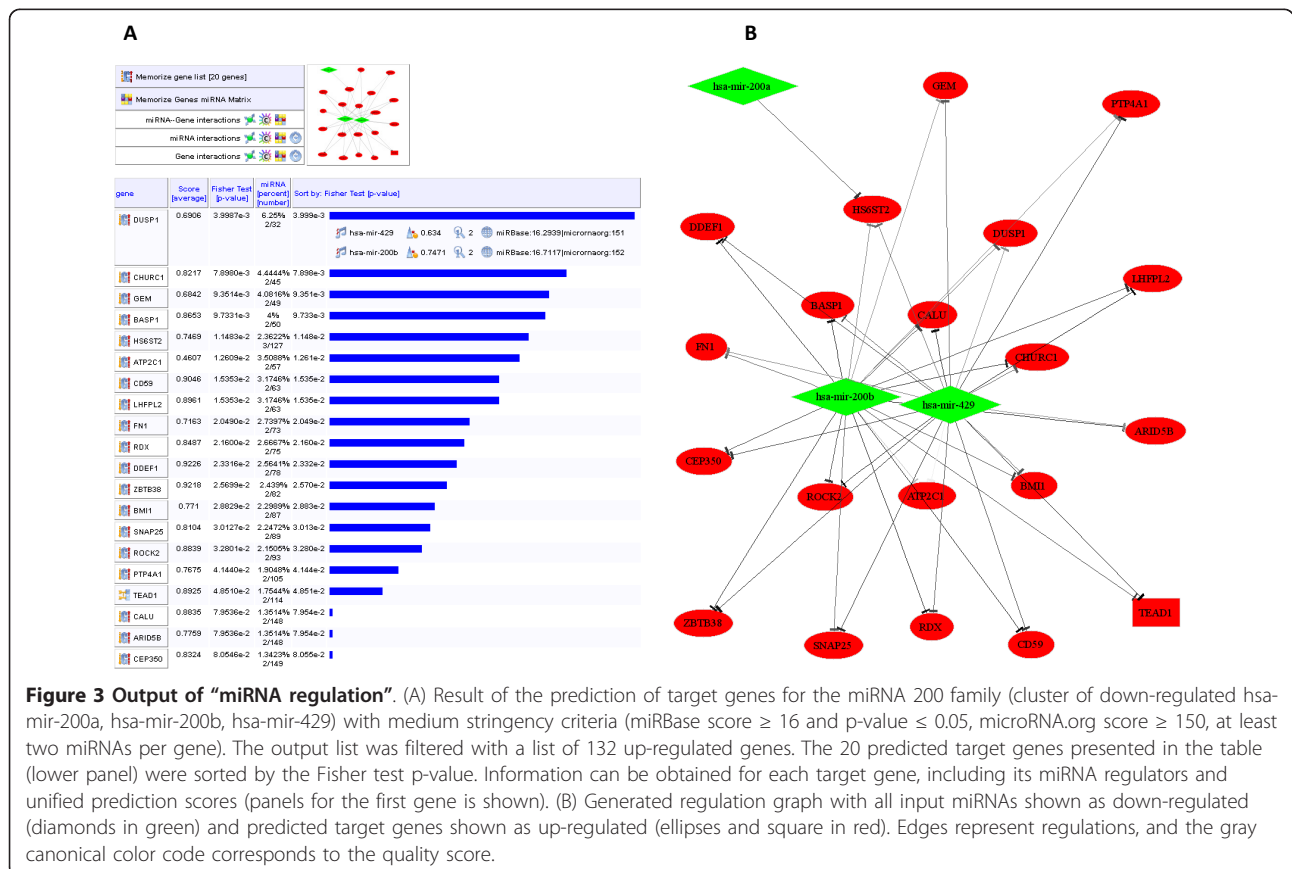 A
B
Memorize gene list [20 genes]
Memorize Genes miRNA Matrix
miRNA--Gene interactions
miRNA interactions
Gene interactions
gene Score [average] Fisher Test [p-value] miRNA [percent] [number] Sort by: Fisher Test [p-value]
DUSP1 0.6906 3.9987e-3 6.25% 2/32 3.999e-3
hsa-mir-429 0.634 2 miRBase:16.2939|micrornaorg:151
hsa-mir-200b 0.7471 2 miRBase:16.7117|micrornaorg:152
CHURC1 0.8217 7.8980e-3 4.4444% 2/45 7.898e-3
GEM 0.6842 9.3514e-3 4.0816% 2/49 9.351e-3
BASP1 0.8653 9.7331e-3 4% 2/50 9.733e-3
HS6ST2 0.7469 1.1483e-2 2.3622% 3/127 1.148e-2
ATP2C1 0.4607 1.2609e-2 3.5088% 2/57 1.261e-2
CD59 0.9046 1.5353e-2 3.1746% 2/63 1.535e-2
LHFPL2 0.8961 1.5353e-2 3.1746% 2/63 1.535e-2
FN1 0.7163 2.0490e-2 2.7397% 2/73 2.049e-2
RDX 0.8487 2.1600e-2 2.6667% 2/75 2.160e-2
DDEF1 0.9226 2.3316e-2 2.5641% 2/78 2.332e-2
ZBTB38 0.9218 2.5699e-2 2.439% 2/82 2.570e-2
BMI1 0.771 2.8829e-2 2.2989% 2/87 2.883e-2
SNAP25 0.8104 3.0127e-2 2.2472% 2/89 3.013e-2
ROCK2 0.8839 3.2801e-2 2.1505% 2/93 3.280e-2
PTP4A1 0.7675 4.1440e-2 1.9048% 2/105 4.144e-2
TEAD1 0.8925 4.8510e-2 1.7544% 2/114 4.851e-2
CALU 0.8835 7.9536e-2 1.3514% 2/148 7.954e-2
ARID5B 0.7759 7.9536e-2 1.3514% 2/148 7.954e-2
CEP350 0.8324 8.0546e-2 1.3423% 2/149 8.055e-2
hsa-mir-200a
GEM
PTP4A1
HS6ST2
DDEF1
DUSP1
LHFPL2
BASP1
CALU
FN1
CHURC1
hsa-mir-200b
hsa-mir-429
ARID5B
CEP350
BMI1
ROCK2
ATP2C1
TEAD1
ZBTB38
RDX
SNAP25
CD59
Figure 3 Output of “miRNA regulation”. (A) Result of the prediction of target genes for the miRNA 200 family (cluster of down-regulated hsa-
mir-200a, hsa-mir-200b, hsa-mir-429) with medium stringency criteria (miRBase score ≥ 16 and p-value ≤ 0.05, microRNA.org score ≥ 150, at least
two miRNAs per gene). The output list was filtered with a list of 132 up-regulated genes. The 20 predicted target genes presented in the table
(lower panel) were sorted by the Fisher test p-value. Information can be obtained for each target gene, including its miRNA regulators and
unified prediction scores (panels for the first gene is shown). (B) Generated regulation graph with all input miRNAs shown as down-regulated
(diamonds in green) and predicted target genes shown as up-regulated (ellipses and square in red). Edges represent regulations, and the gray
canonical color code corresponds to the quality score.